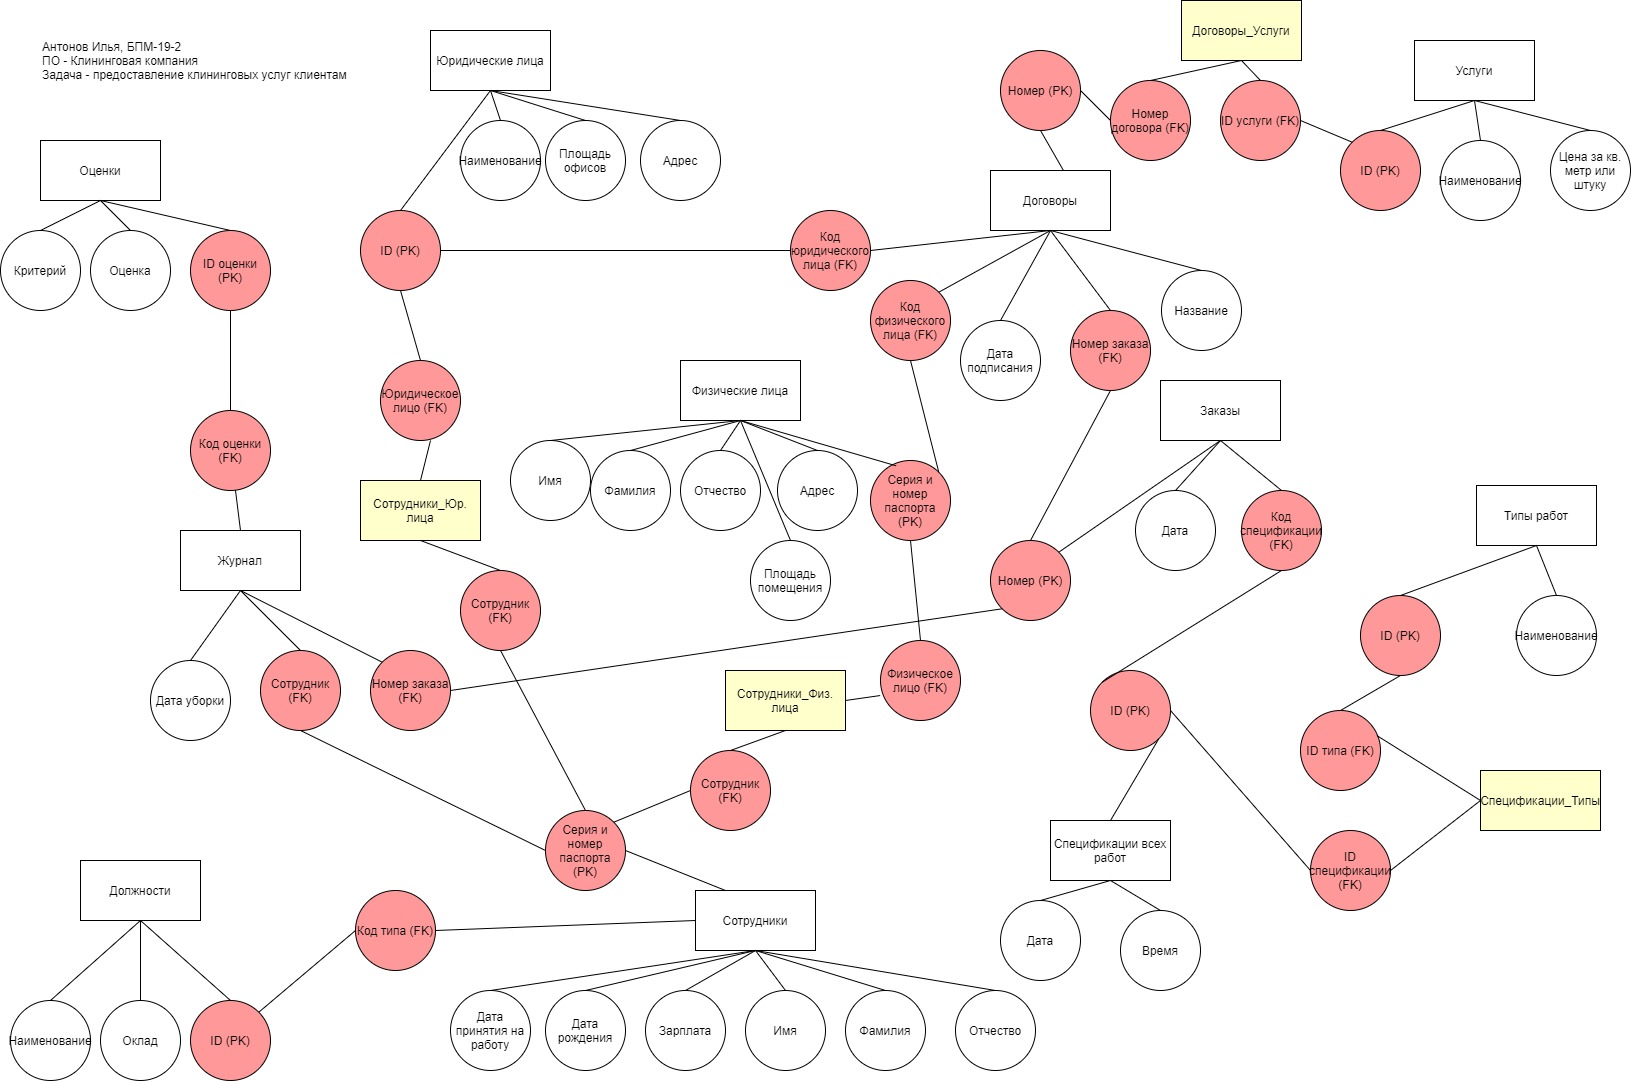 Антонов Илья, БПМ-19-2
ПО - Клининговая компания
Задача - предоставление клининговых услуг клиентам
Юридические лица
Договоры_Услуги
Услуги
Номер (PK)
Номер
договора (FK)
ID услуги (FK)
Оценки
Наименование
Площадь
офисов
Адрес
ID (PK)
Наименование
Цена за кв.
метр или
штуку
Договоры
Критерий
Оценка
ID оценки
(PK)
ID (PK)
Код
юридического
лица (FK)
Код
физического
лица (FK)
Дата
подписания
Номер заказа
(FK)
Название
Юридическое
лицо (FK)
Физические лица
Заказы
Код оценки
(FK)
Имя
Фамилия
Отчество
Адрес
Серия и
номер
паспорта
(PK)
Сотрудники_Юр.
лица
Дата
Код
спецификации
(FK)
Типы работ
Журнал
Площадь
помещения
Номер (PK)
Сотрудник
(FK)
ID (PK)
Наименование
Дата уборки
Сотрудник
(FK)
Номер заказа
(FK)
Сотрудники_Физ.
лица
Физическое
лицо (FK)
ID (PK)
ID типа (FK)
Сотрудник
(FK)
Спецификации_Типы
Серия и
номер
паспорта
(PK)
Спецификации всех
работ
ID
спецификации
(FK)
Должности
Код типа (FK)
Сотрудники
Дата
Время
Наименование
Оклад
ID (PK)
Дата
принятия на
работу
Дата
рождения
Зарплата
Имя
Фамилия
Отчество